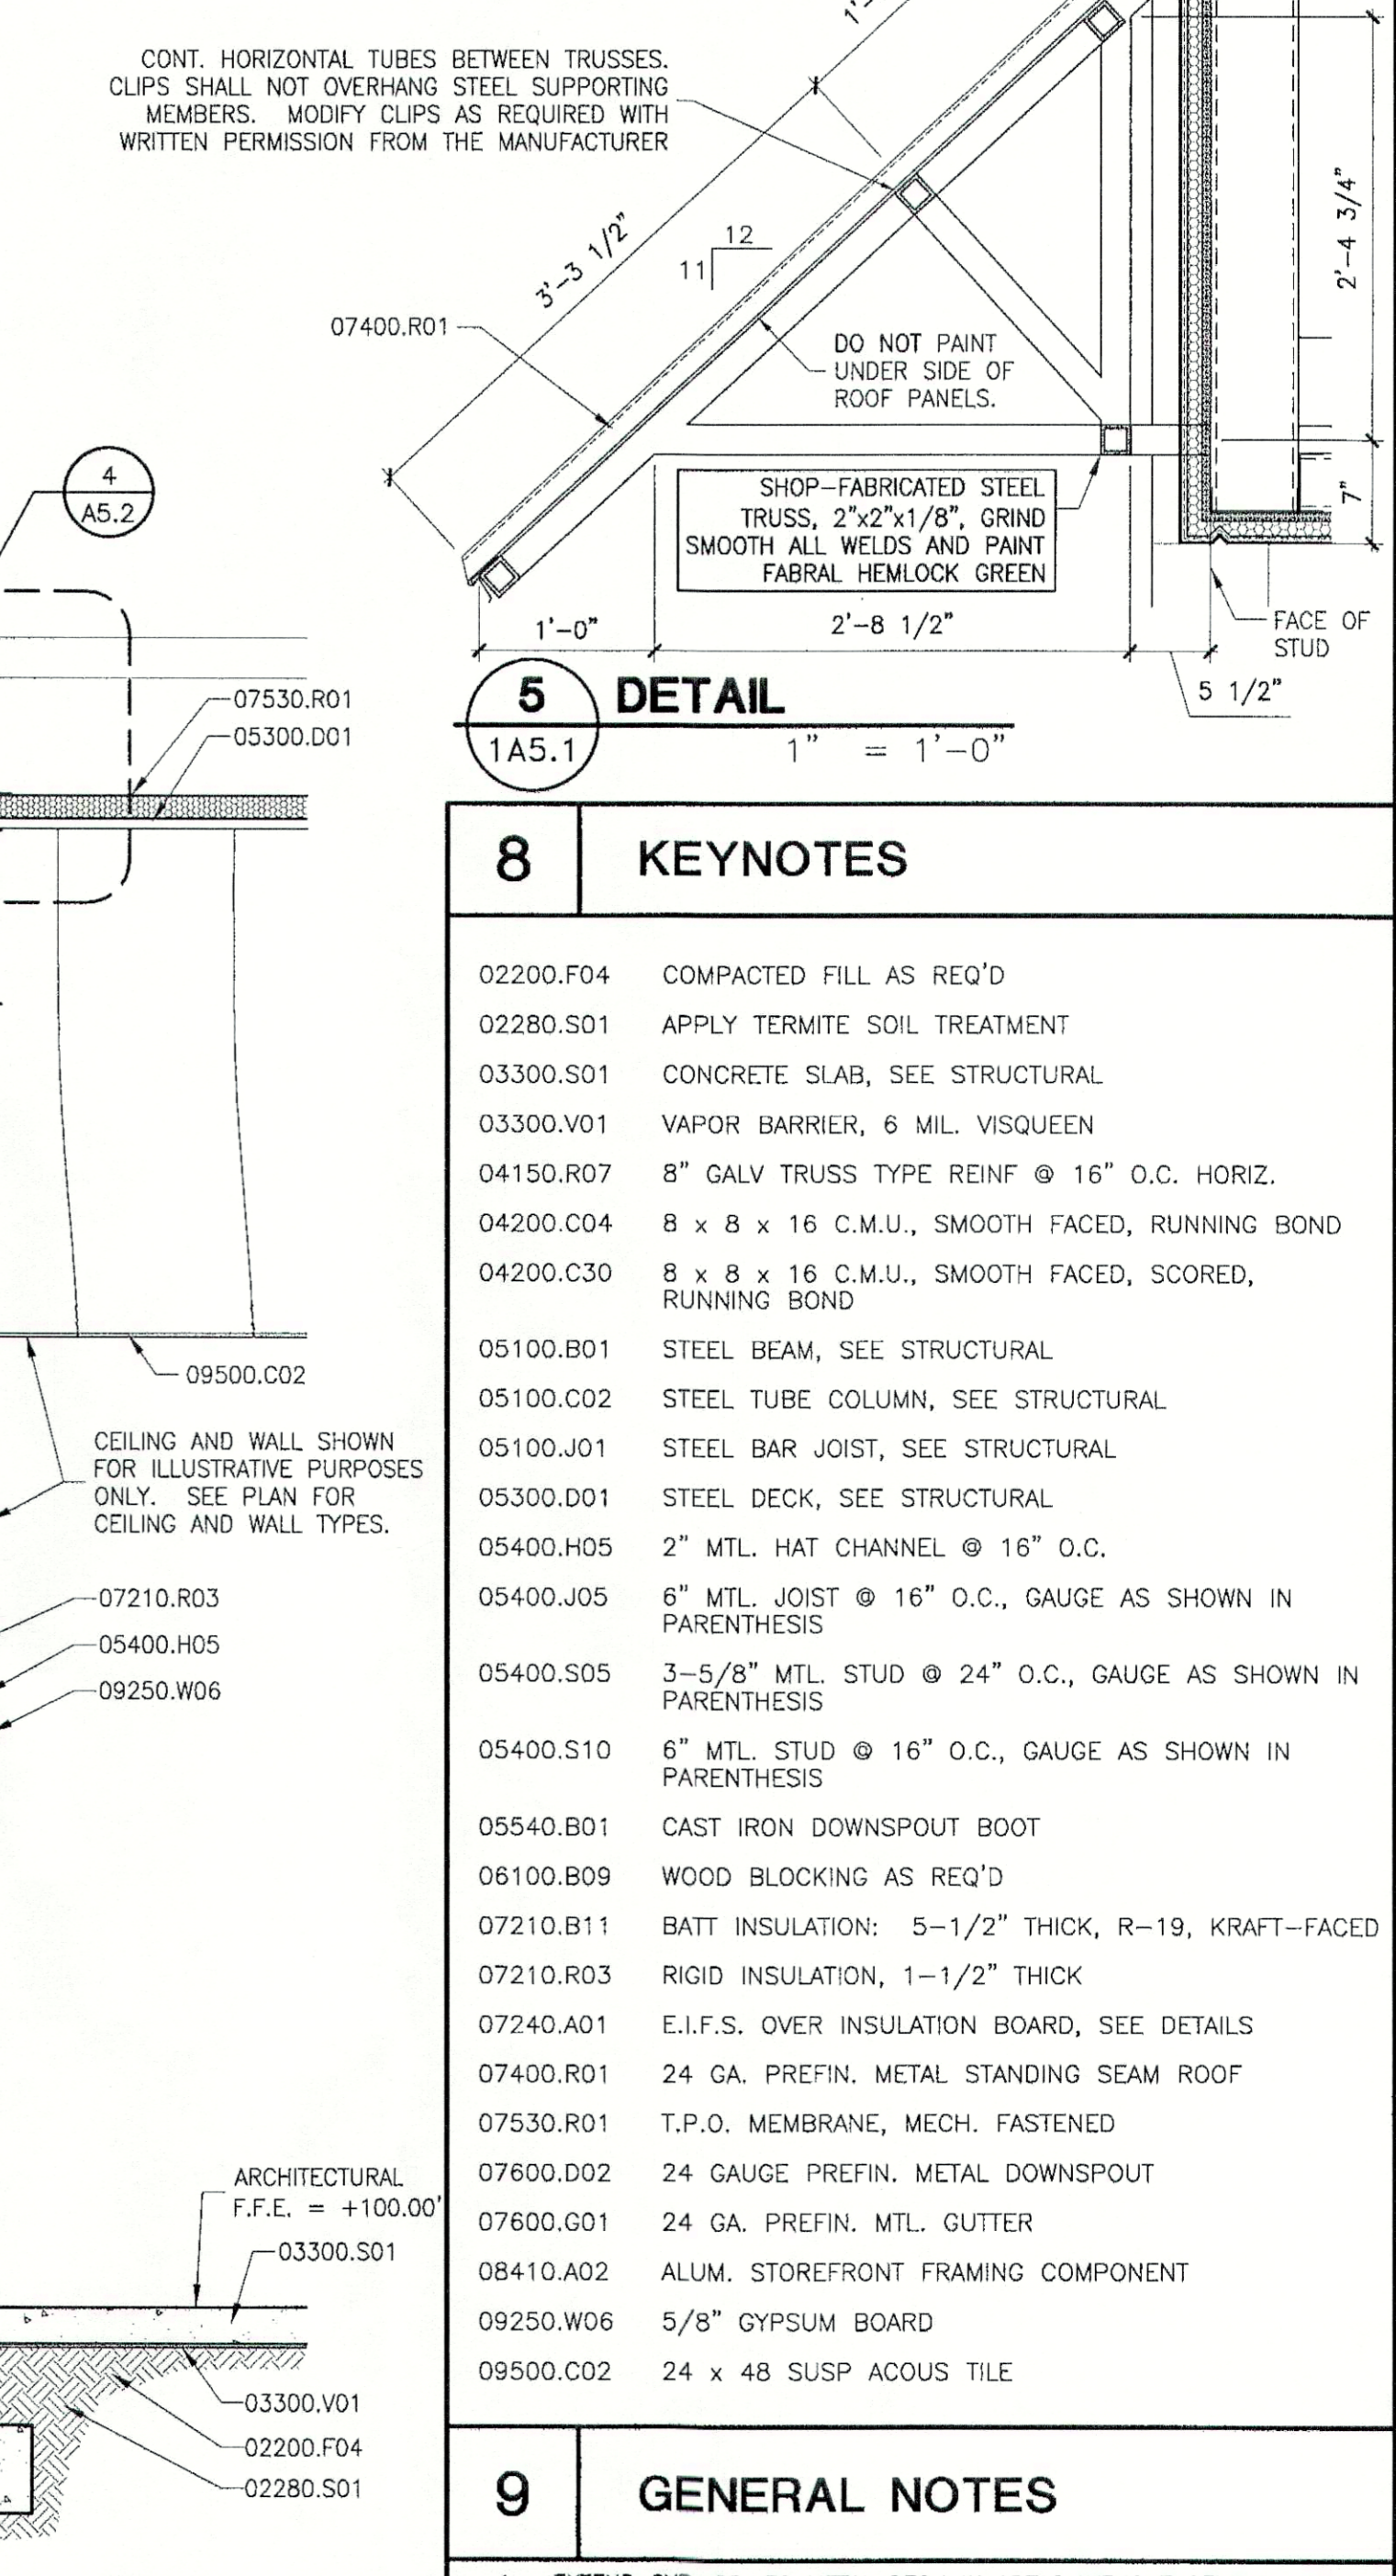 CONT. HORIZONTAL TUBES BETWEEN TRUSSES.
CLIPS SHALL NOT OVERHANG STEEL SUPPORTING
MEMBERS. MODIFY CLIPS AS REQUIRED WITH
WRITTEN PERMISSION FROM THE MANUFACTURER
3'-3 1/2"
12
11
2'-4 3/4"
07400.R01
DO NOT PAINT
UNDER SIDE OF
ROOF PANELS.
4
A5.2
SHOP-FABRICATED STEEL
TRUSS, 2"x2"x1/8", GRIND
SMOOTH ALL WELDS AND PAINT
FABRAL HEMLOCK GREEN
7"
1'-0"
2'-8 1/2"
FACE OF
STUD
5 1/2"
5 DETAIL
1A5.1 1" = 1'-0"
07530.R01
05300.D01
09500.C02
CEILING AND WALL SHOWN
FOR ILLUSTRATIVE PURPOSES
ONLY. SEE PLAN FOR
CEILING AND WALL TYPES.
07210.R03
05400.H05
09250.W06
ARCHITECTURAL
F.F.E. = +100.00'
03300.S01
03300.V01
02200.F04
02280.S01
8 KEYNOTES
02200.F04 COMPACTED FILL AS REQ'D
02280.S01 APPLY TERMITE SOIL TREATMENT
03300.S01 CONCRETE SLAB, SEE STRUCTURAL
03300.V01 VAPOR BARRIER, 6 MIL. VISQUEEN
04150.R07 8" GALV TRUSS TYPE REINF @ 16" O.C. HORIZ.
04200.C04 8 x 8 x 16 C.M.U., SMOOTH FACED, RUNNING BOND
04200.C30 8 x 8 x 16 C.M.U., SMOOTH FACED, SCORED,
RUNNING BOND
05100.B01 STEEL BEAM, SEE STRUCTURAL
05100.C02 STEEL TUBE COLUMN, SEE STRUCTURAL
05100.J01 STEEL BAR JOIST, SEE STRUCTURAL
05300.D01 STEEL DECK, SEE STRUCTURAL
05400.H05 2" MTL. HAT CHANNEL @ 16" O.C.
05400.J05 6" MTL. JOIST @ 16" O.C., GAUGE AS SHOWN IN
PARENTHESIS
05400.S05 3-5/8" MTL. STUD @ 24" O.C., GAUGE AS SHOWN IN
PARENTHESIS
05400.S10 6" MTL. STUD @ 16" O.C., GAUGE AS SHOWN IN
PARENTHESIS
05540.B01 CAST IRON DOWNSPOUT BOOT
06100.B09 WOOD BLOCKING AS REQ'D
07210.B11 BATT INSULATION: 5-1/2" THICK, R-19, KRAFT-FACED
07210.R03 RIGID INSULATION, 1-1/2" THICK
07240.A01 E.I.F.S. OVER INSULATION BOARD, SEE DETAILS
07400.R01 24 GA. PREFIN. METAL STANDING SEAM ROOF
07530.R01 T.P.O. MEMBRANE, MECH. FASTENED
07600.D02 24 GAUGE PREFIN. METAL DOWNSPOUT
07600.G01 24 GA. PREFIN. MTL. GUTTER
08410.A02 ALUM. STOREFRONT FRAMING COMPONENT
09250.W06 5/8" GYPSUM BOARD
09500.C02 24 x 48 SUSP ACOUS TILE
9 GENERAL NOTES